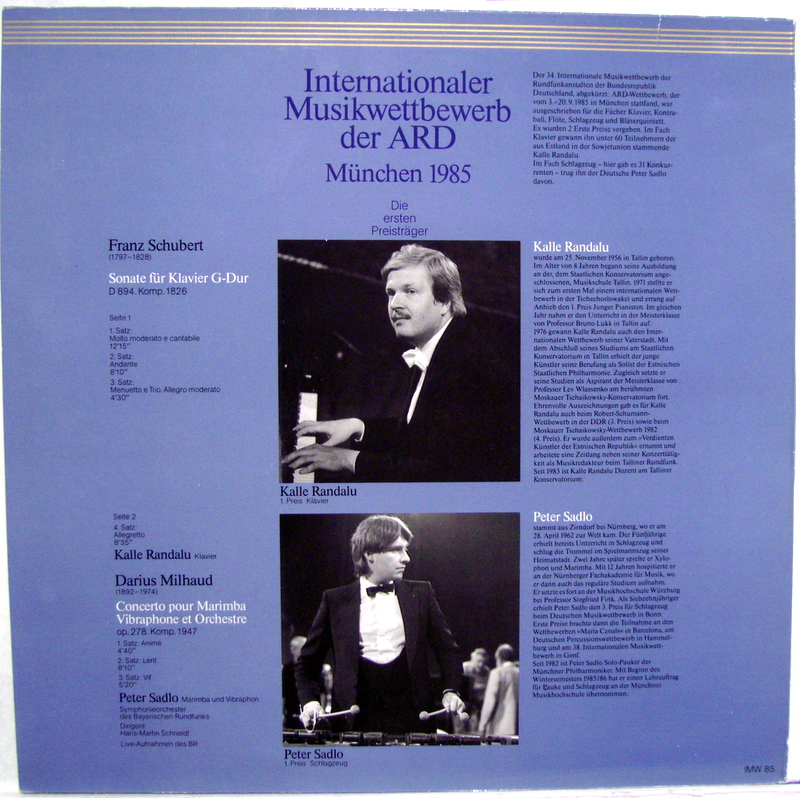 Internationaler
Musikwettbewerb
der ARD
München 1985
Die
ersten
Preisträger
Der 34. Internationale Musikwettbewerb der
Rundfunkanstalten der Bundesrepublik
Deutschland, abgekürzt: ARD-Wettbewerb, der
vom 3.-20.9.1985 in München stattfand, war
ausgeschrieben für die Fächer Klavier, Kontra-
baß, Flöte, Schlagzeug und Bläserquintett.
Es wurden 2 Erste Preise vergeben. Im Fach
Klavier gewann ihn unter 60 Teilnehmern der
aus Estland in der Sowjetunion stammende
Kalle Randalu.
Im Fach Schlagzeug – hier gab es 31 Konkur-
renten – trug ihn der Deutsche Peter Sadlo
davon.
Franz Schubert
(1797–1828)
Sonate für Klavier G-Dur
D 894. Komp. 1826
Seite 1
1. Satz:
Molto moderato e cantabile
12'15"
2. Satz:
Andante
8'10"
3. Satz:
Menuetto e Trio. Allegro moderato
4'30"
Seite 2
4. Satz:
Allegretto
8'35"
Kalle Randalu Klavier
Darius Milhaud
(1892–1974)
Concerto pour Marimba
Vibraphone et Orchestre
op. 278. Komp. 1947
1. Satz: Animé
4'40"
2. Satz: Lent
8'10"
3. Satz: Vif
5'20"
Peter Sadlo Marimba und Vibraphon
Symphonieorchester
des Bayerischen Rundfunks
Dirigent:
Hans-Martin Schneidt
Live-Aufnahmen des BR
Kalle Randalu
1. Preis Klavier
Peter Sadlo
1. Preis Schlagzeug
Kalle Randalu
wurde am 25. November 1956 in Tallin geboren.
Im Alter von 8 Jahren begann seine Ausbildung
an der, dem Staatlichen Konservatorium ange-
schlossenen, Musikschule Tallin. 1971 stellte er
sich zum ersten Mal einem internationalen Wett-
bewerb in der Tschechoslowakei und errang auf
Anhieb den 1. Preis Junger Pianisten. Im gleichen
Jahr nahm er den Unterricht in der Meisterklasse
von Professor Bruno Lukk in Tallin auf.
1976 gewann Kalle Randalu auch den Inter-
nationalen Wettbewerb seiner Vaterstadt. Mit
dem Abschluß seines Studiums am Staatlichen
Konservatorium in Tallin erhielt der junge
Künstler seine Berufung als Solist der Estnischen
Staatlichen Philharmonie. Zugleich setzte er
seine Studien als Aspirant der Meisterklasse von
Professor Lev Wlassenko am berühmten
Moskauer Tschaikowsky-Konservatorium fort.
Ehrenvolle Auszeichnungen gab es für Kalle
Randalu auch beim Robert-Schumann-
Wettbewerb in der DDR (3. Preis) sowie beim
Moskauer Tschaikowsky-Wettbewerb 1982
(4. Preis). Er wurde außerdem zum »Verdienten
Künstler der Estnischen Republik« ernannt und
arbeitete eine Zeitlang neben seiner Konzerttätig-
keit als Musikredakteur beim Talliner Rundfunk.
Seit 1983 ist Kalle Randalu Dozent am Talliner
Konservatorium.
Peter Sadlo
stammt aus Zirndorf bei Nürnberg, wo er am
28. April 1962 zur Welt kam. Der Fünfjährige
erhielt bereits Unterricht in Schlagzeug und
schlug die Trommel im Spielmannszug seiner
Heimatstadt. Zwei Jahre später spielte er Xylo-
phon und Marimba. Mit 12 Jahren hospitierte er
an der Nürnberger Fachakademie für Musik, wo
er dann auch das reguläre Studium aufnahm.
Er setzte es fort an der Musikhochschule Würzburg
bei Professor Siegfried Fink. Als Siebzehnjähriger
erhielt Peter Sadlo den 3. Preis für Schlagzeug
beim Deutschen Musikwettbewerb in Bonn.
Erste Preise brachte dann die Teilnahme an den
Wettbewerben »Maria Canals« in Barcelona, am
Deutschen Percussionswettbewerb in Hammel-
burg und am 38. Internationalen Musikwett-
bewerb in Genf.
Seit 1982 ist Peter Sadlo Solo-Pauker der
Münchner Philharmoniker. Mit Beginn des
Wintersemesters 1985/86 hat er einen Lehrauftrag
für Pauke und Schlagzeug an der Münchner
Musikhochschule übernommen.
IMW 85